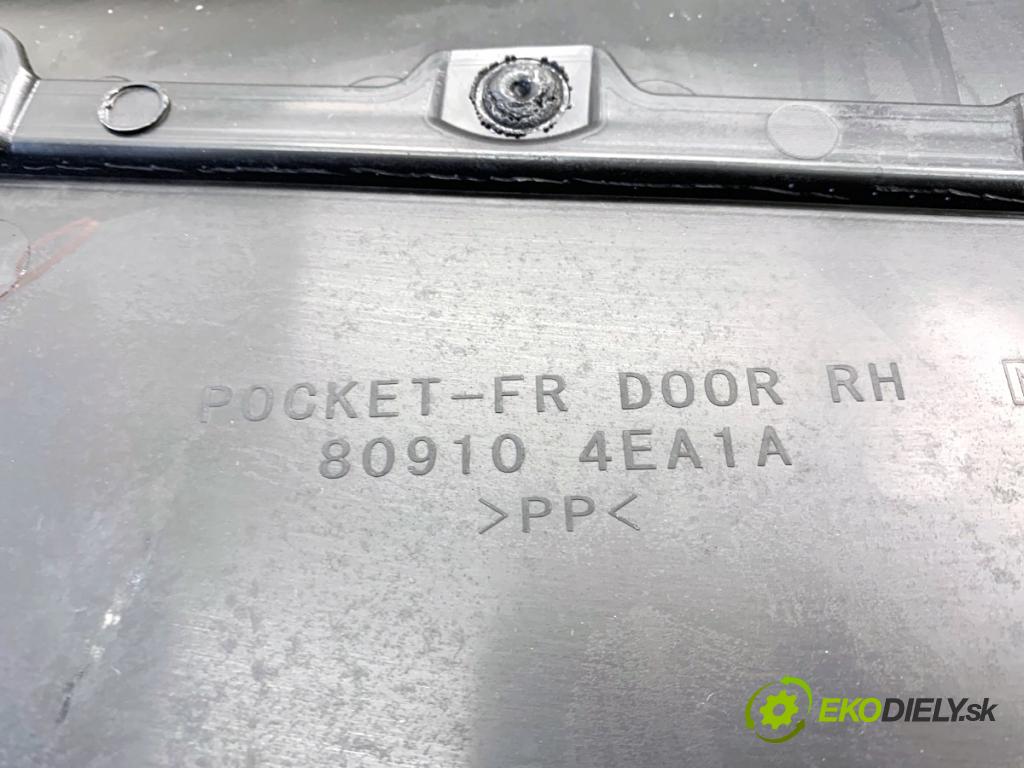 POCKET-FR DOOR RH
80910 4EA1A
>PP<
EKODIELY.sk